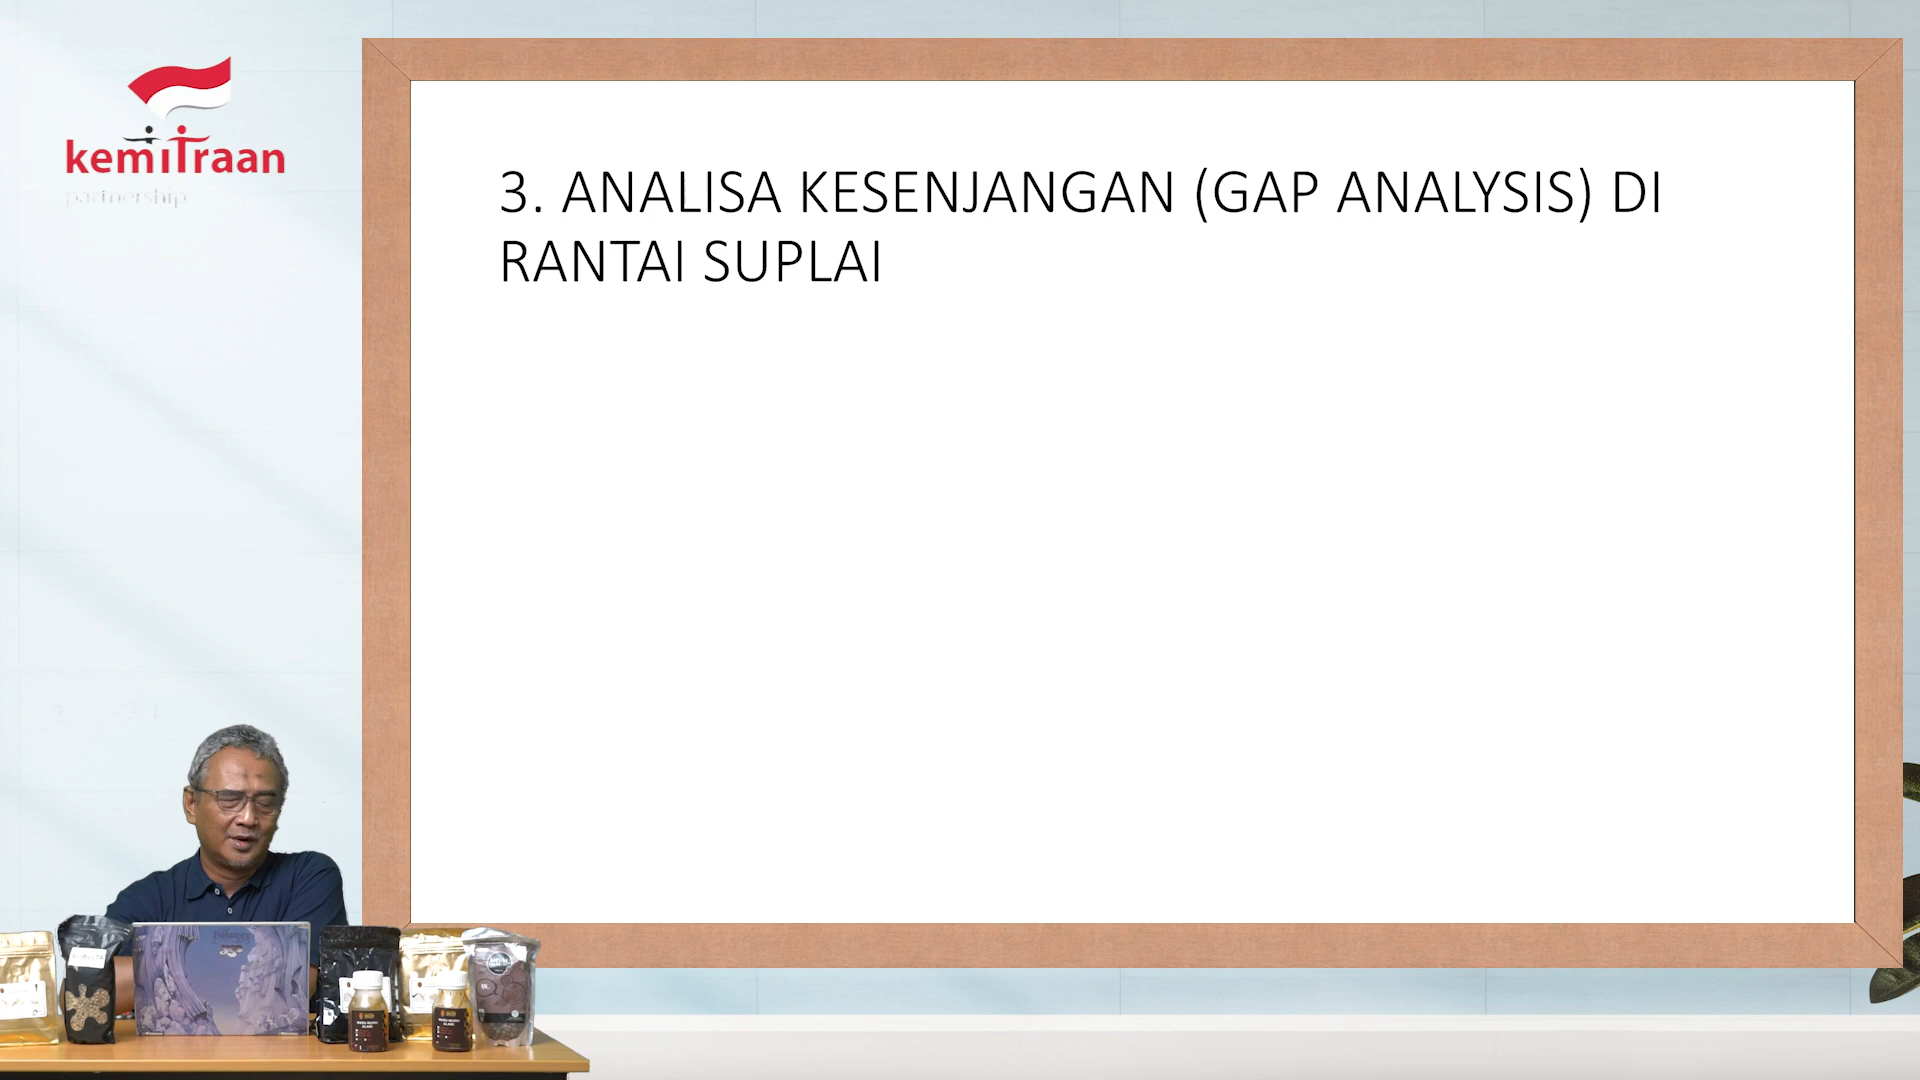 kemitraan
partnership
3. ANALISA KESENJANGAN (GAP ANALYSIS) DI
RANTAI SUPLAI